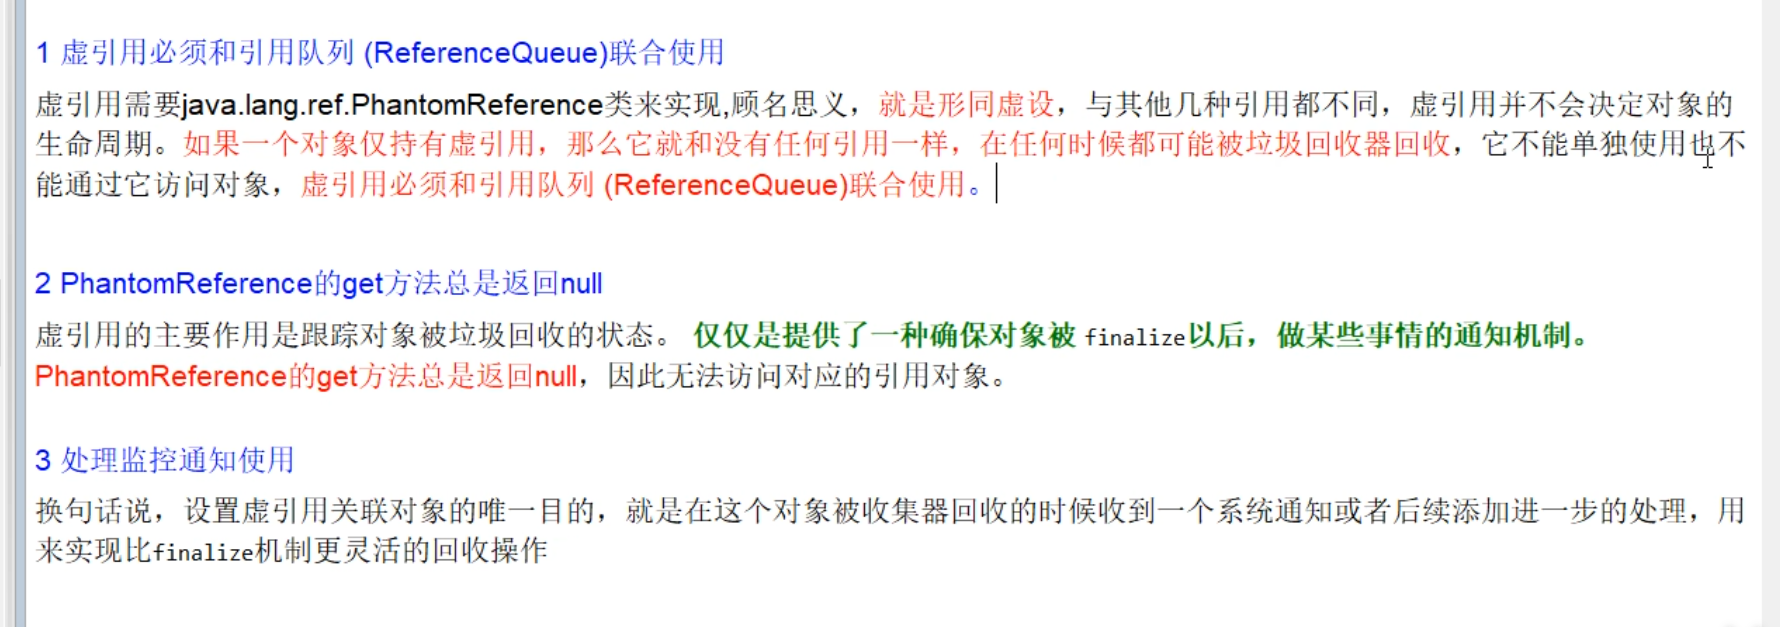 1 虚引用必须和引用队列 (ReferenceQueue)联合使用
虚引用需要java.lang.ref.PhantomReference类来实现,顾名思义，就是形同虚设，与其他几种引用都不同，虚引用并不会决定对象的
生命周期。如果一个对象仅持有虚引用，那么它就和没有任何引用一样，在任何时候都可能被垃圾回收器回收，它不能单独使用也不
能通过它访问对象，虚引用必须和引用队列 (ReferenceQueue)联合使用。
2 PhantomReference的get方法总是返回null
虚引用的主要作用是跟踪对象被垃圾回收的状态。 仅仅是提供了一种确保对象被 finalize以后，做某些事情的通知机制。
PhantomReference的get方法总是返回null，因此无法访问对应的引用对象。
3 处理监控通知使用
换句话说，设置虚引用关联对象的唯一目的，就是在这个对象被收集器回收的时候收到一个系统通知或者后续添加进一步的处理，用
来实现比finalize机制更灵活的回收操作